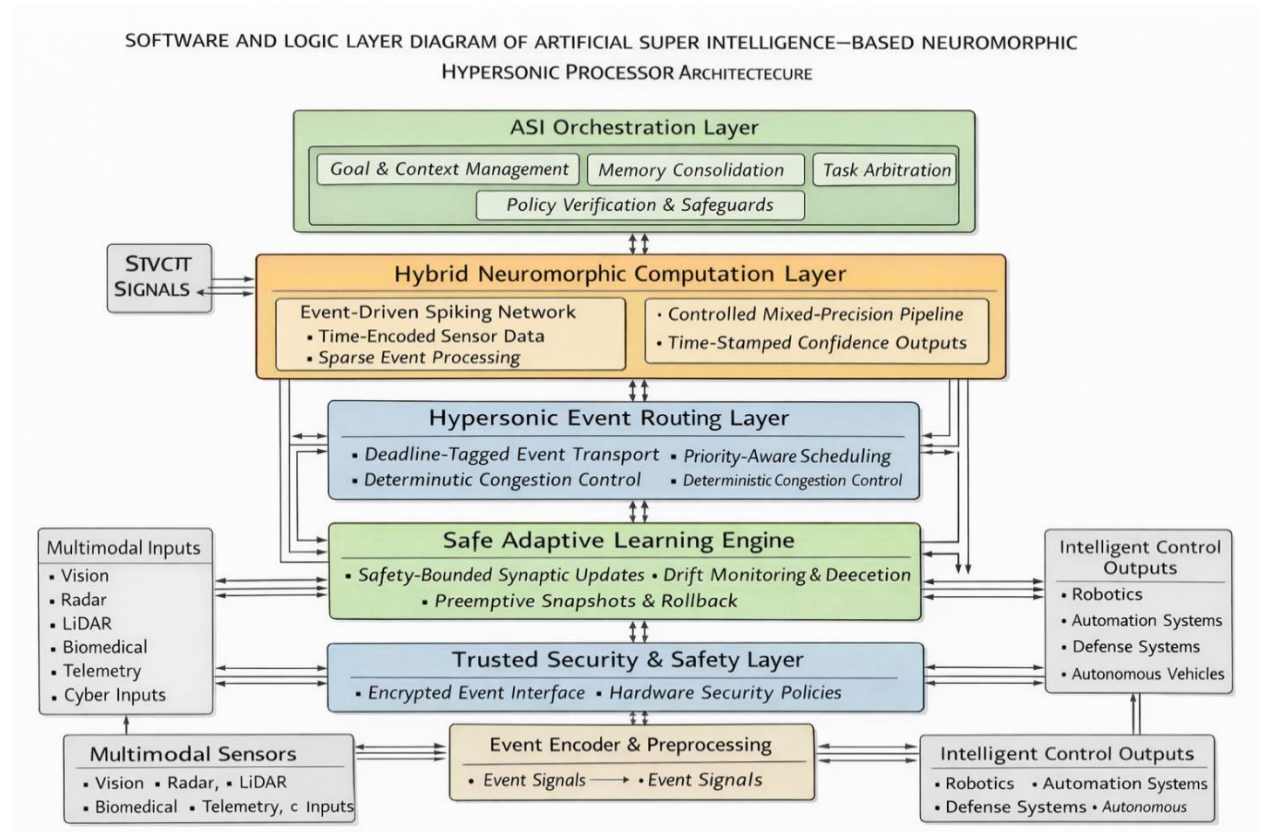 SOFTWARE AND LOGIC LAYER DIAGRAM OF ARTIFICIAL SUPER INTELLIGENCE—BASED NEUROMORPHIC
HYPERSONIC PROCESSOR ARCHITECTECURE
ASI Orchestration Layer
Goal & Context Management
Memory Consolidation
Task Arbitration
Policy Verification & Safeguards
STVCTT
SIGNALS
Hybrid Neuromorphic Computation Layer
Event-Driven Spiking Network
▪ Time-Encoded Sensor Data
▪ Sparse Event Processing
• Controlled Mixed-Precision Pipeline
• Time-Stamped Confidence Outputs
Hypersonic Event Routing Layer
▪ Deadline-Tagged Event Transport ▪ Priority-Aware Scheduling
▪ Determinutic Congestion Control ▪ Deterministic Congestion Control
Safe Adaptive Learning Engine
▪ Safety-Bounded Synaptic Updates • Drift Monitoring & Deecetion
▪ Preemptive Snapshots & Rollback
Multimodal Inputs
▪ Vision
▪ Radar
▪ LiDAR
▪ Biomedical
▪ Telemetry
▪ Cyber Inputs
Intelligent Control
Outputs
• Robotics
• Automation Systems
• Defense Systems
• Autonomous Vehicles
Trusted Security & Safety Layer
▪ Encrypted Event Interface ▪ Hardware Security Policies
Multimodal Sensors
▪ Vision ▪ Radar, ▪ LiDAR
▪ Biomedical ▪ Telemetry, c Inputs
Event Encoder & Preprocessing
• Event Signals ⟶ • Event Signals
Intelligent Control Outputs
▪ Robotics • Automation Systems
▪ Defense Systems • Autonomous